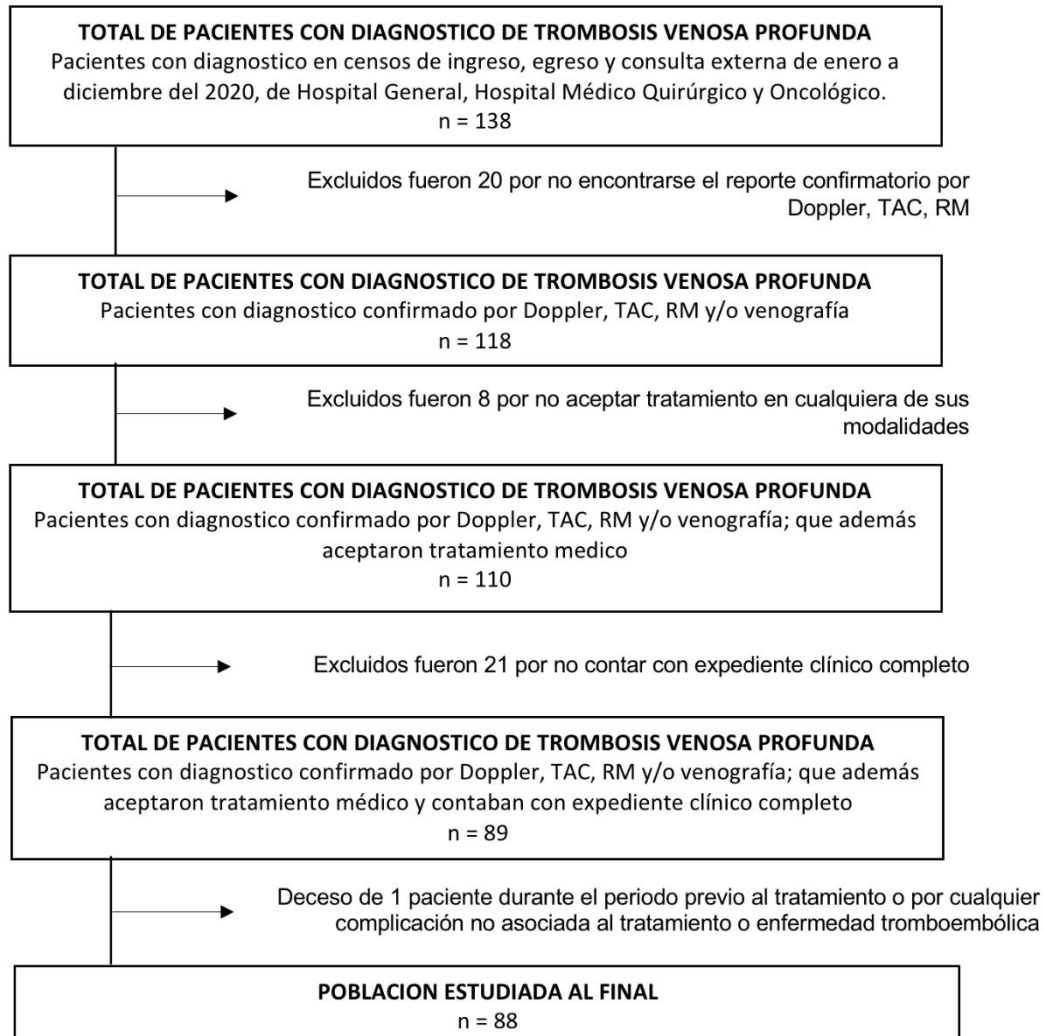 TOTAL DE PACIENTES CON DIAGNOSTICO DE TROMBOSIS VENOSA PROFUNDA
Pacientes con diagnostico en censos de ingreso, egreso y consulta externa de enero a
diciembre del 2020, de Hospital General, Hospital Médico Quirúrgico y Oncológico.
n = 138
Excluidos fueron 20 por no encontrarse el reporte confirmatorio por
Doppler, TAC, RM
TOTAL DE PACIENTES CON DIAGNOSTICO DE TROMBOSIS VENOSA PROFUNDA
Pacientes con diagnostico confirmado por Doppler, TAC, RM y/o venografía
n = 118
Excluidos fueron 8 por no aceptar tratamiento en cualquiera de sus
modalidades
TOTAL DE PACIENTES CON DIAGNOSTICO DE TROMBOSIS VENOSA PROFUNDA
Pacientes con diagnostico confirmado por Doppler, TAC, RM y/o venografía; que además
aceptaron tratamiento medico
n = 110
Excluidos fueron 21 por no contar con expediente clínico completo
TOTAL DE PACIENTES CON DIAGNOSTICO DE TROMBOSIS VENOSA PROFUNDA
Pacientes con diagnostico confirmado por Doppler, TAC, RM y/o venografía; que además
aceptaron tratamiento médico y contaban con expediente clínico completo
n = 89
Deceso de 1 paciente durante el periodo previo al tratamiento o por cualquier
complicación no asociada al tratamiento o enfermedad tromboembólica
POBLACION ESTUDIADA AL FINAL
n = 88